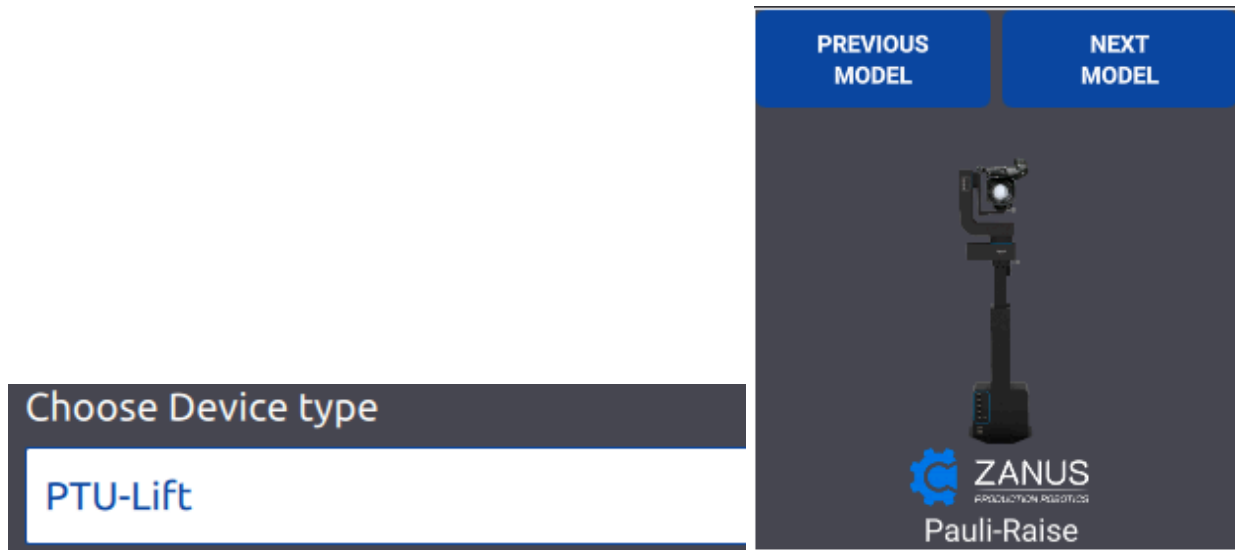 Choose Device type
PTU-Lift
PREVIOUS
MODEL
NEXT
MODEL
ZANUS
PRODUCTION ROBOTICS
Pauli-Raise